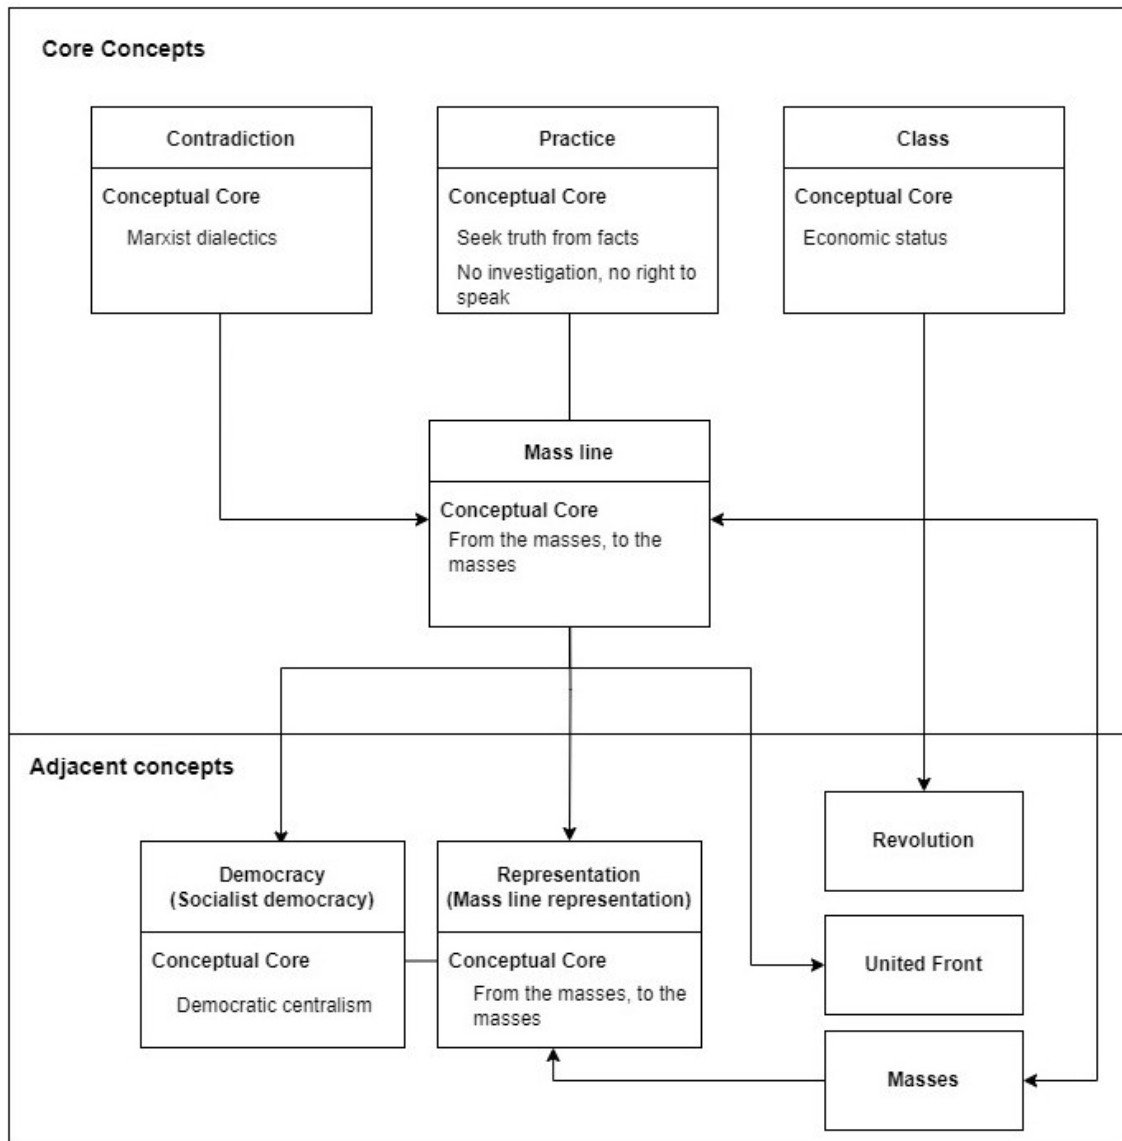 Core Concepts
Contradiction
Conceptual Core
Marxist dialectics
Practice
Conceptual Core
Seek truth from facts
No investigation, no right to
speak
Class
Conceptual Core
Economic status
Mass line
Conceptual Core
From the masses, to the
masses
Adjacent concepts
Democracy
(Socialist democracy)
Conceptual Core
Democratic centralism
Representation
(Mass line representation)
Conceptual Core
From the masses, to the
masses
Revolution
United Front
Masses